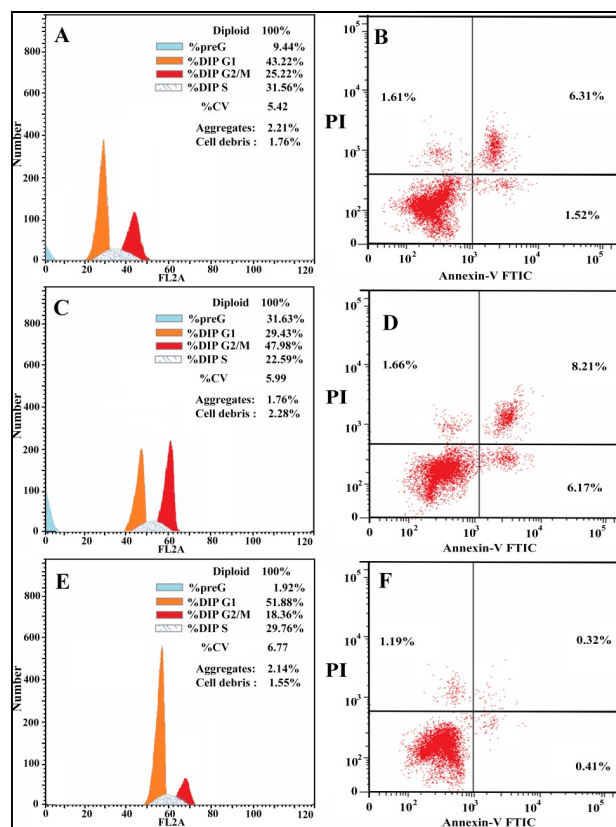 A
Diploid 100%
%preG 9.44%
%DIP G1 43.22%
%DIP G2/M 25.22%
%DIP S 31.56%
%CV 5.42
Aggregates: 2.21%
Cell debris : 1.76%
Number
800
600
400
200
100
0
0 20 40 60 80 100 120
FL2A
B
PI
1.61%
6.31%
1.52%
10⁵
10⁴
10³
10²
0
10² 10³ 10⁴ 10⁵
Annexin-V FTIC
C
Diploid 100%
%preG 31.63%
%DIP G1 29.43%
%DIP G2/M 47.98%
%DIP S 22.59%
%CV 5.99
Aggregates: 1.76%
Cell debris : 2.28%
Number
800
600
400
200
100
0
0 20 40 60 80 100 120
FL2A
D
PI
1.66%
8.21%
6.17%
10⁵
10⁴
10³
10²
0
10² 10³ 10⁴ 10⁵
Annexin-V FTIC
E
Diploid 100%
%preG 1.92%
%DIP G1 51.88%
%DIP G2/M 18.36%
%DIP S 29.76%
%CV 6.77
Aggregates: 2.14%
Cell debris : 1.55%
Number
800
600
400
200
100
0
0 20 40 60 80 100 120
FL2A
F
PI
1.19%
0.32%
0.41%
10⁵
10⁴
10³
10²
0
10² 10³ 10⁴ 10⁵
Annexin-V FTIC